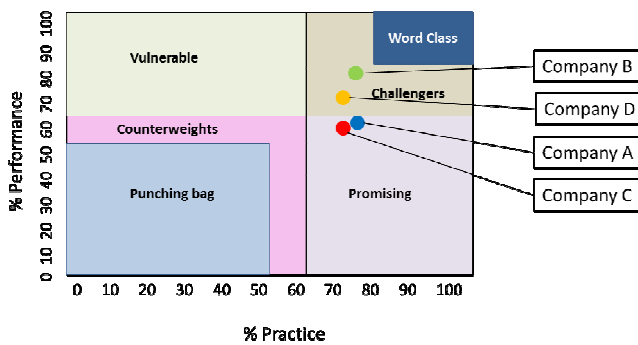 Word Class
Vulnerable
Challengers
Counterweights
Punching bag
Promising
Company B
Company D
Company A
Company C
% Performance
100
90
80
70
60
50
40
30
20
10
0
0 10 20 30 40 50 60 70 80 90 100
% Practice